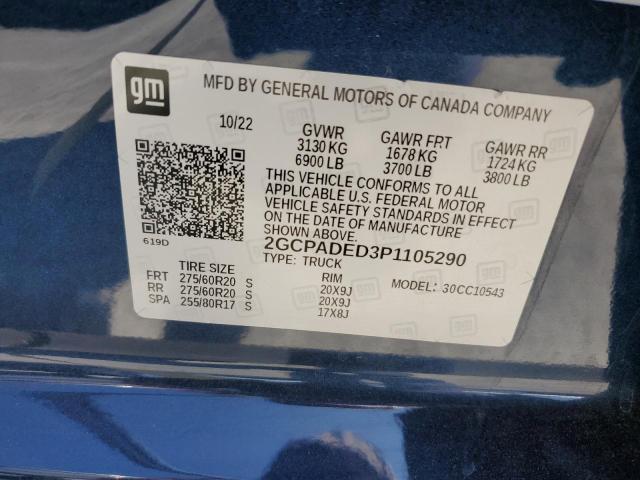 gm
MFD BY GENERAL MOTORS OF CANADA COMPANY
10/22 GVWR GAWR FRT GAWR RR
3130 KG 1678 KG 1724 KG
6900 LB 3700 LB 3800 LB
THIS VEHICLE CONFORMS TO ALL
APPLICABLE U.S. FEDERAL MOTOR
VEHICLE SAFETY STANDARDS IN EFFECT
ON THE DATE OF MANUFACTURE
SHOWN ABOVE.
619D
2GCPADED3P1105290
TYPE: TRUCK
TIRE SIZE RIM MODEL: 30CC10543
FRT 275/60R20 S 20X9J
RR 275/60R20 S 20X9J
SPA 255/80R17 S 17X8J